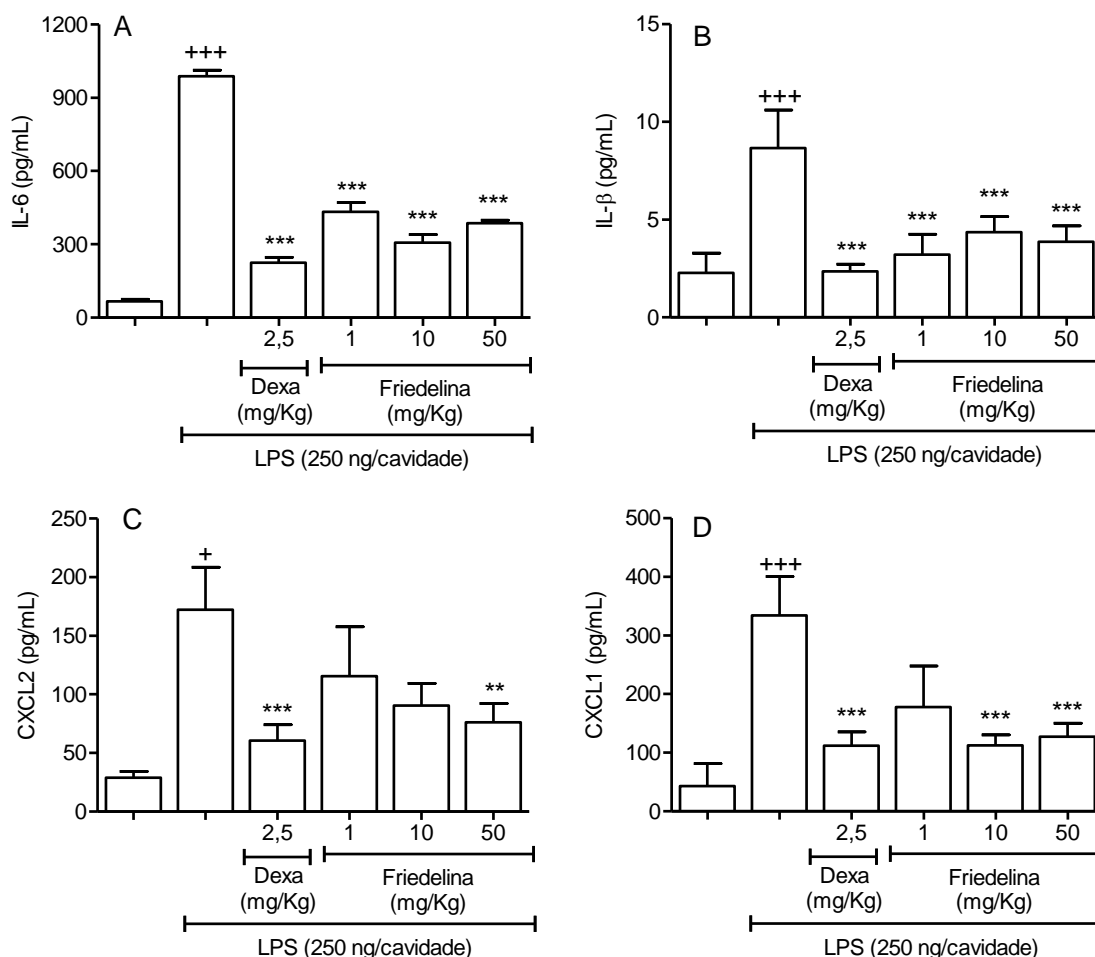 A
IL-6 (pg/mL)
1200
900
600
300
0
+++
***
***
***
***
2,5
1
10
50
Dexa
(mg/Kg)
Friedelina
(mg/Kg)
LPS (250 ng/cavidade)
B
IL-β (pg/mL)
15
10
5
0
+++
***
***
***
***
2,5
1
10
50
Dexa
(mg/Kg)
Friedelina
(mg/Kg)
LPS (250 ng/cavidade)
C
CXCL2 (pg/mL)
250
200
150
100
50
0
+
***
**
2,5
1
10
50
Dexa
(mg/Kg)
Friedelina
(mg/Kg)
LPS (250 ng/cavidade)
D
CXCL1 (pg/mL)
500
400
300
200
100
0
+++
***
***
***
2,5
1
10
50
Dexa
(mg/Kg)
Friedelina
(mg/Kg)
LPS (250 ng/cavidade)